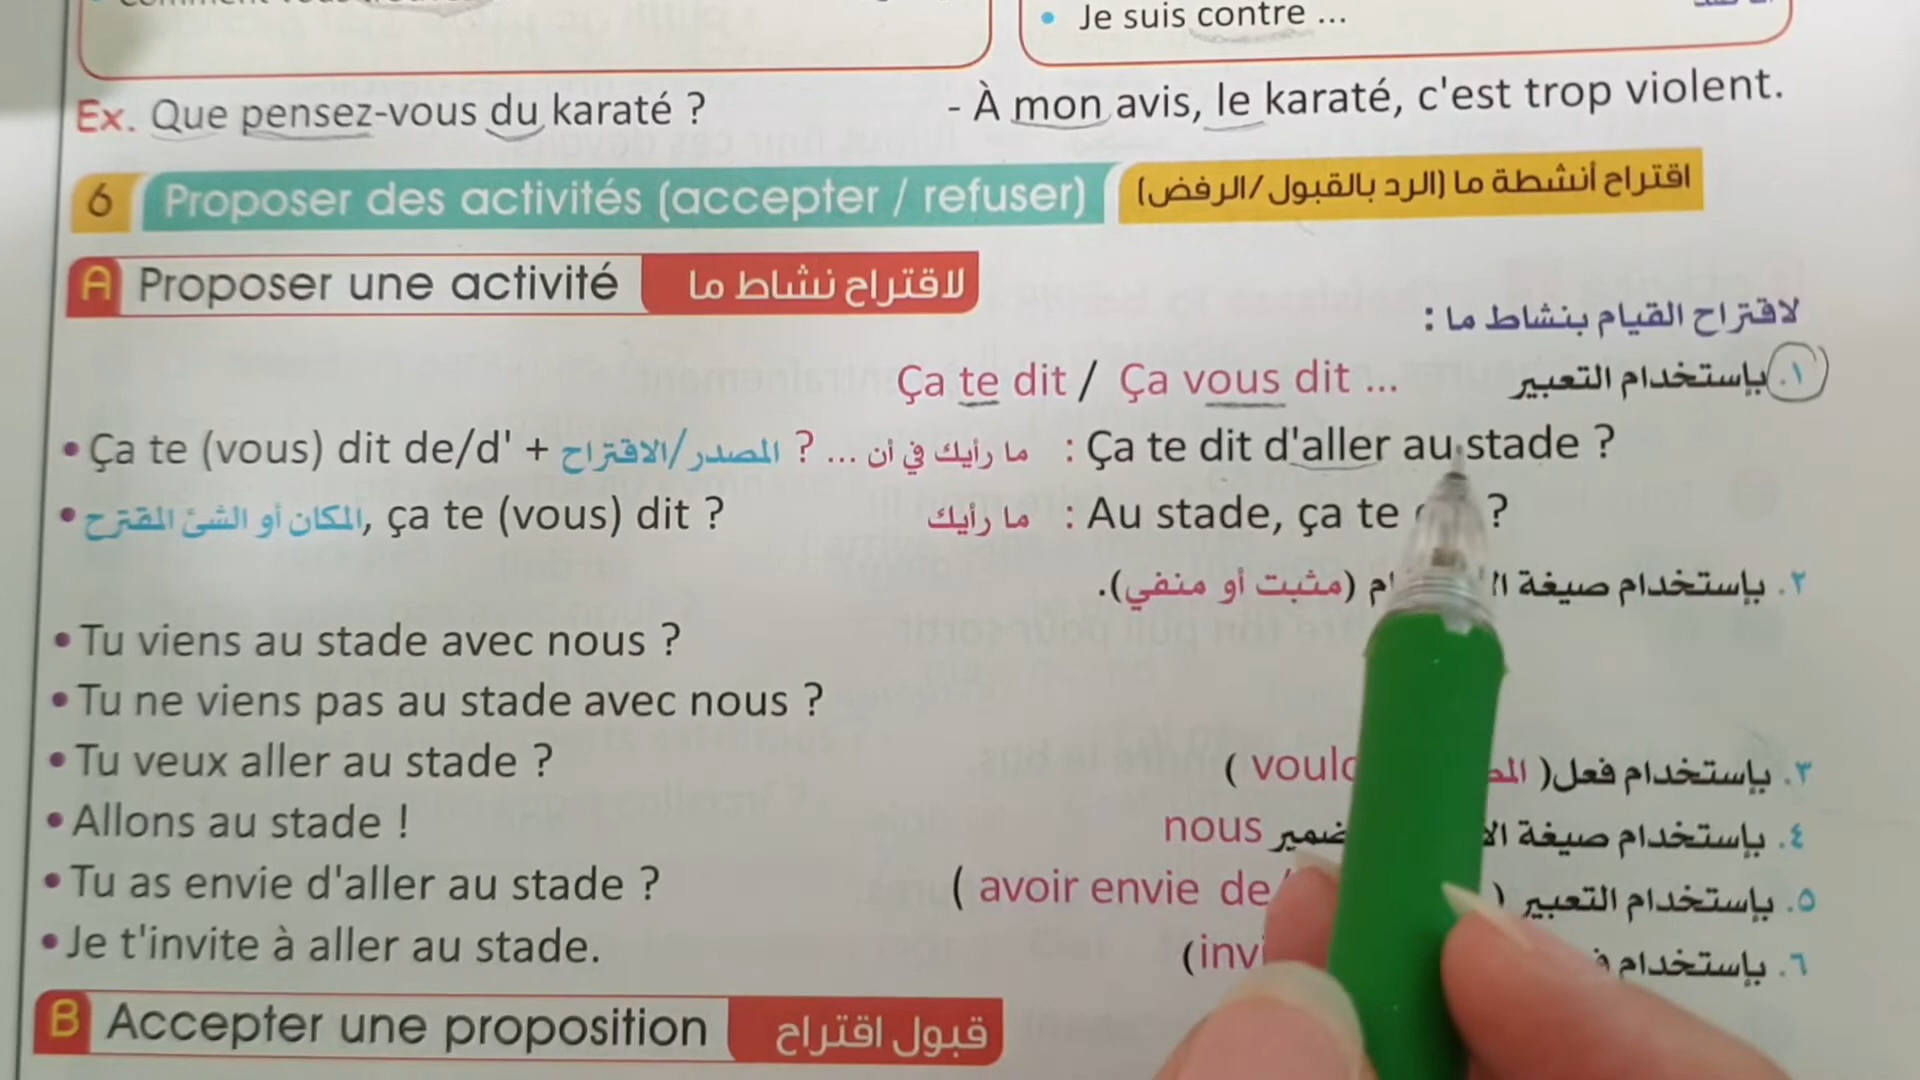 Je suis contre ...
Ex. Que pensez-vous du karaté ? - À mon avis, le karaté, c'est trop violent.
6 Proposer des activités (accepter / refuser) اقتراح أنشطة ما (الرد بالقبول/الرفض)
A Proposer une activité لاقتراح نشاط ما
لاقتراح القيام بنشاط ما :
١. بإستخدام التعبير Ça te dit / Ça vous dit ...
• Ça te (vous) dit de/d' + المصدر/الاقتراح ? ... ما رأيك في أن : Ça te dit d'aller au stade ?
• المكان أو الشئ المقترح, ça te (vous) dit ? ما رأيك : Au stade, ça te ?
٢. بإستخدام صيغة (مثبت أو منفي).
• Tu viens au stade avec nous ?
• Tu ne viens pas au stade avec nous ?
• Tu veux aller au stade ? ٣. بإستخدام فعل (
• Allons au stade ! ٤. بإستخدام صيغة ضمير nous
• Tu as envie d'aller au stade ? ٥. بإستخدام التعبير ( avoir envie de
• Je t'invite à aller au stade. ٦. بإستخدام
B Accepter une proposition قبول اقتراح